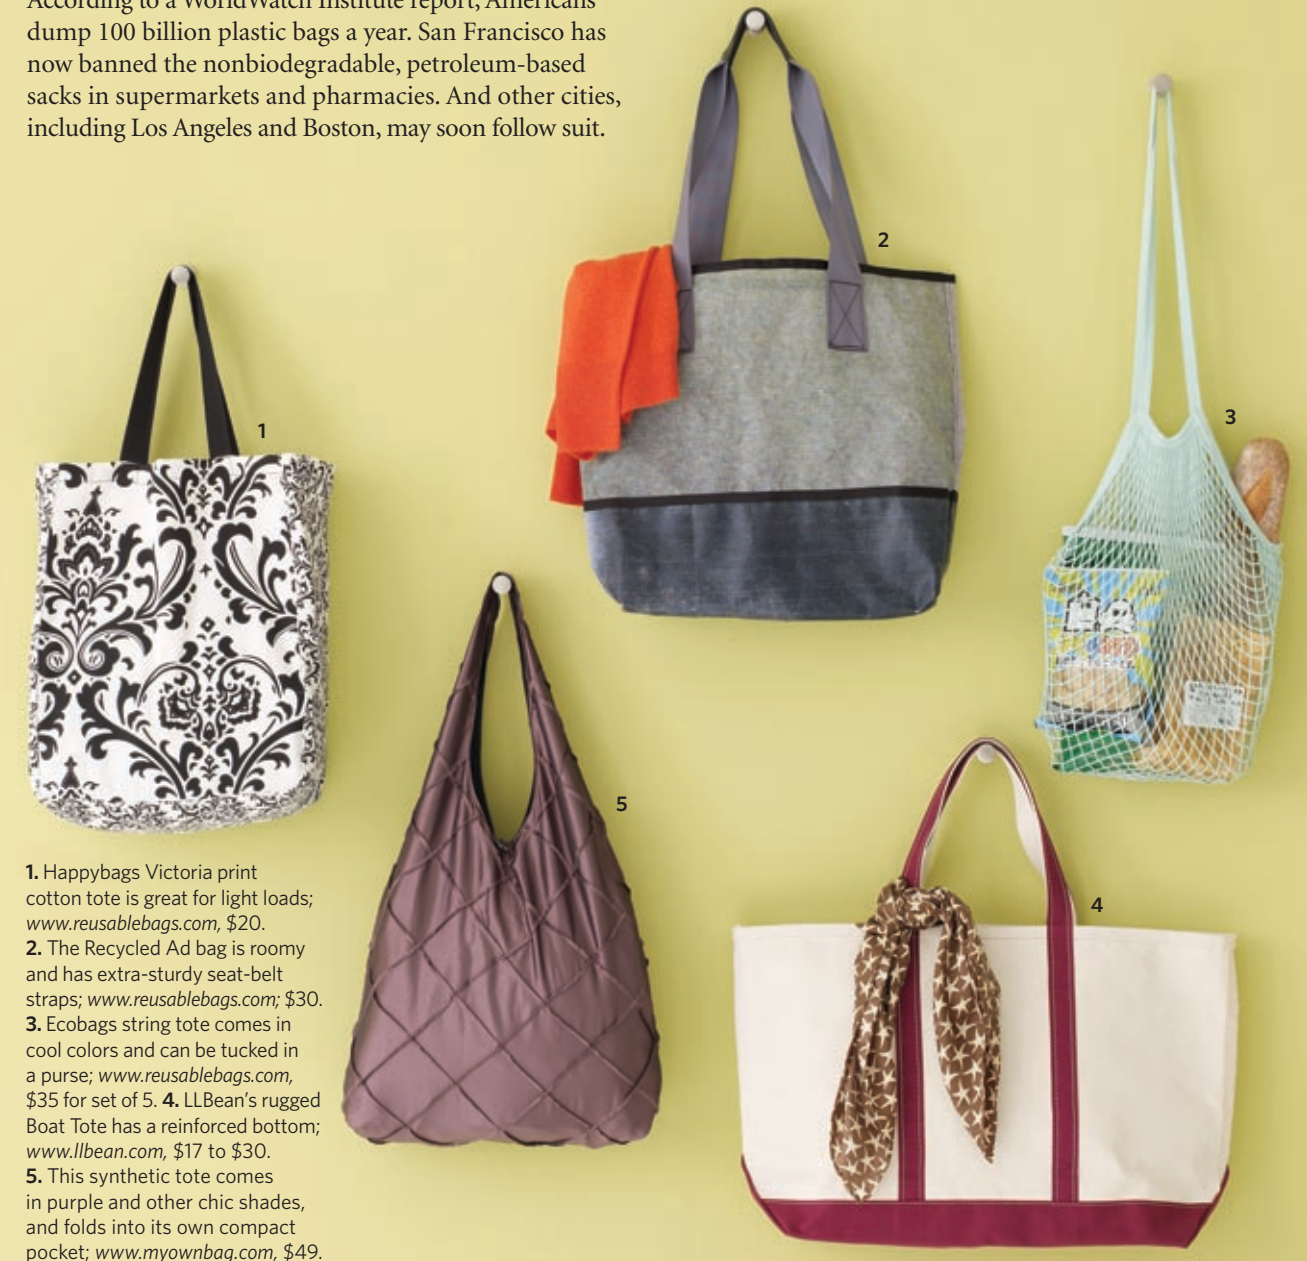 According to a WorldWatch Institute report, Americans
dump 100 billion plastic bags a year. San Francisco has
now banned the nonbiodegradable, petroleum-based
sacks in supermarkets and pharmacies. And other cities,
including Los Angeles and Boston, may soon follow suit.
2
3
1
5
4
1. Happybags Victoria print
cotton tote is great for light loads;
www.reusablebags.com, $20.
2. The Recycled Ad bag is roomy
and has extra-sturdy seat-belt
straps; www.reusablebags.com; $30.
3. Ecobags string tote comes in
cool colors and can be tucked in
a purse; www.reusablebags.com,
$35 for set of 5. 4. LLBean's rugged
Boat Tote has a reinforced bottom;
www.llbean.com, $17 to $30.
5. This synthetic tote comes
in purple and other chic shades,
and folds into its own compact
pocket; www.myownbag.com, $49.